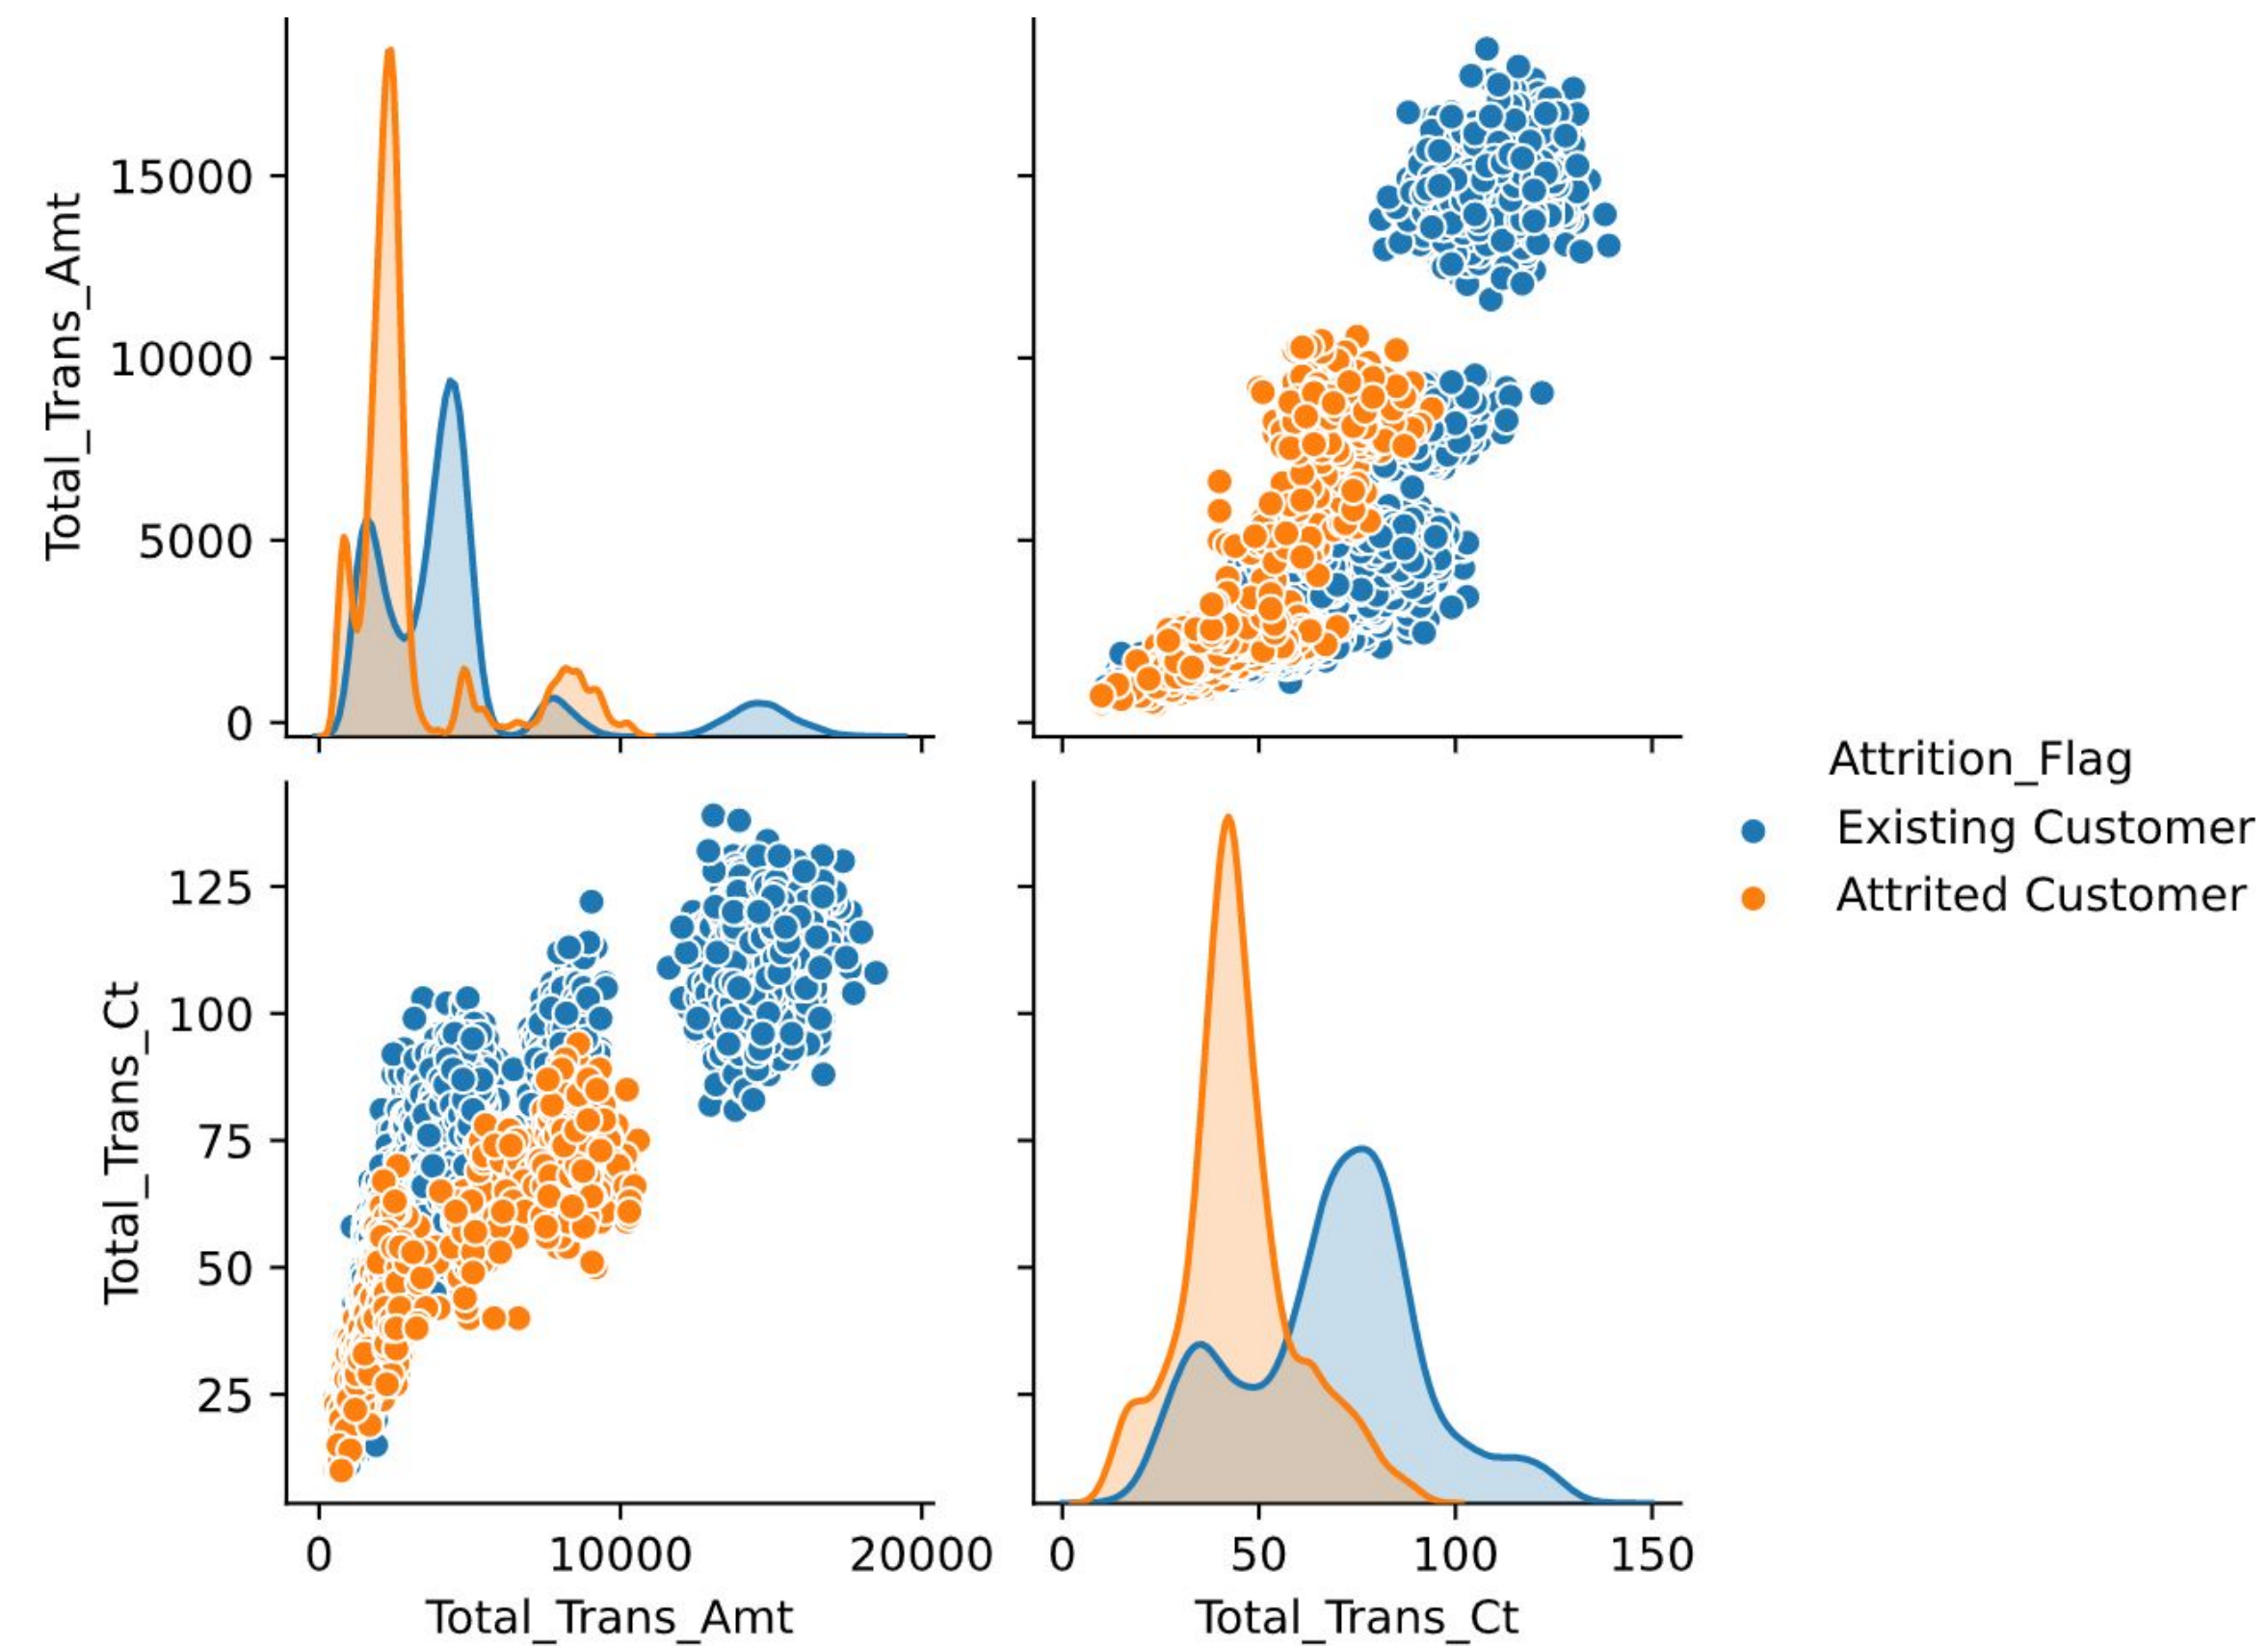 Total_Trans_Amt
15000
10000
5000
0
Total_Trans_Ct
125
100
75
50
25
0
10000
20000
Total_Trans_Amt
0
50
100
150
Total_Trans_Ct
Attrition_Flag
Existing Customer
Attrited Customer